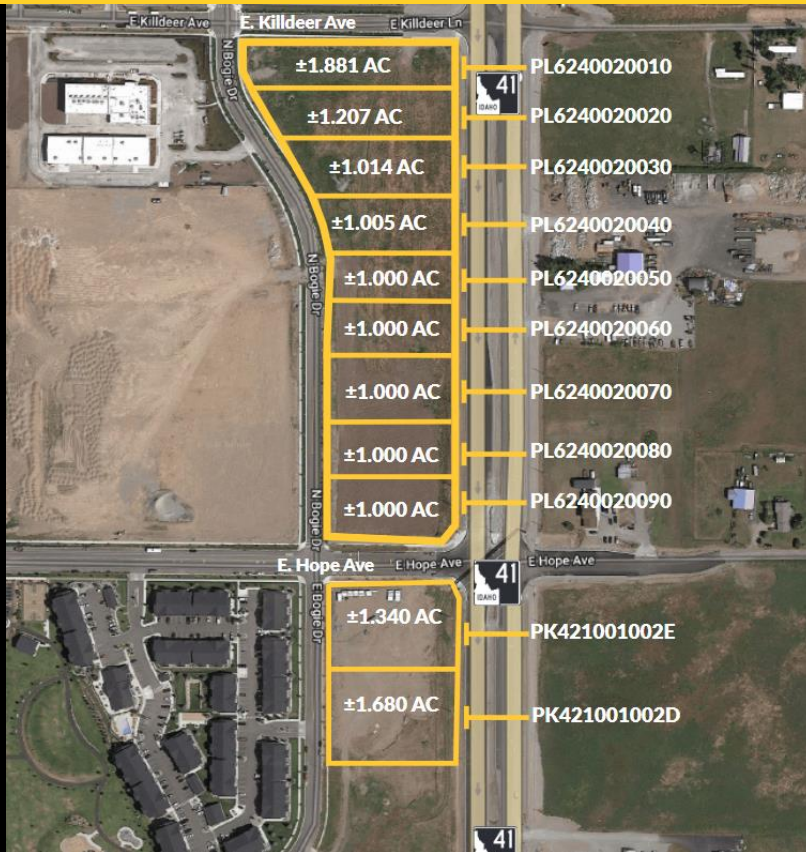 E Killdeer Ave
E. Killdeer Ave
E Killdeer Ln
N Bogie Dr
±1.881 AC
PL6240020010
41
IDAHO
±1.207 AC
PL6240020020
±1.014 AC
PL6240020030
±1.005 AC
PL6240020040
N Bogie Dr
±1.000 AC
PL6240020050
±1.000 AC
PL6240020060
±1.000 AC
PL6240020070
±1.000 AC
PL6240020080
±1.000 AC
PL6240020090
N Bogie Dr
E. Hope Ave
E Hope Ave
E Hope Ave
41
IDAHO
E Bogie Dr
±1.340 AC
PK421001002E
±1.680 AC
PK421001002D
41